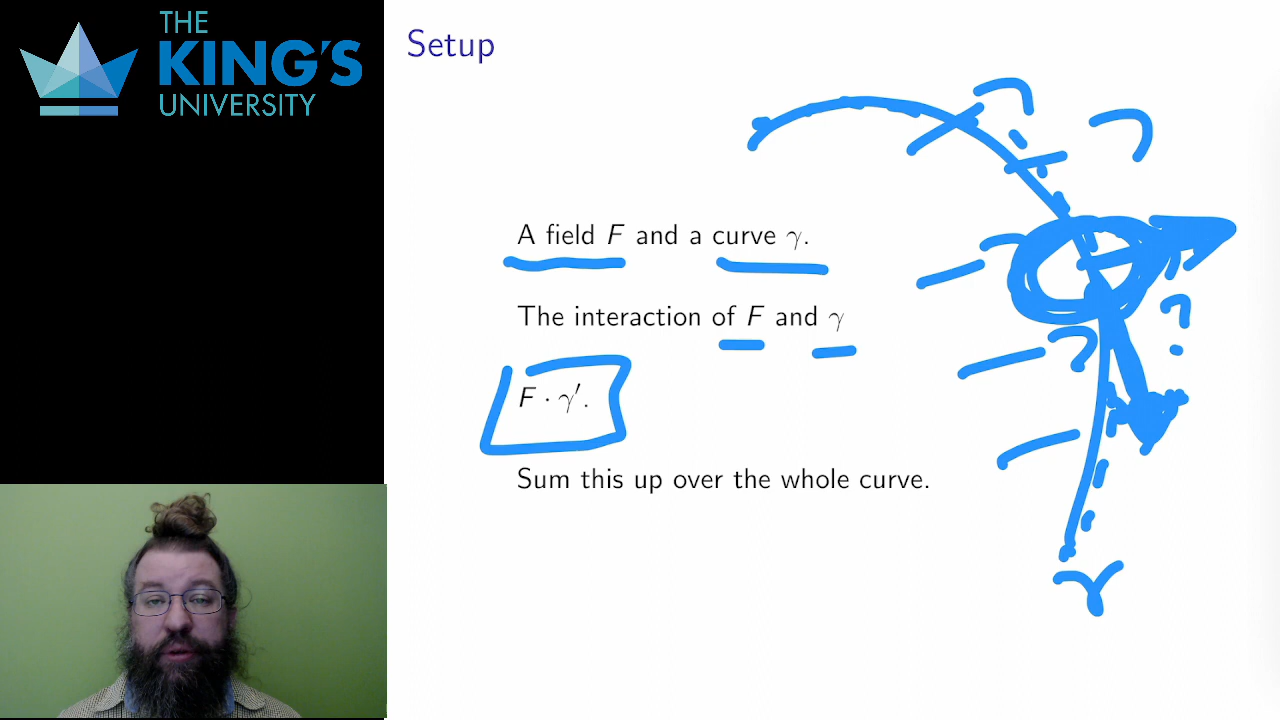 THE
KING'S
UNIVERSITY
Setup
A field F and a curve γ.
The interaction of F and γ
F · γ′.
Sum this up over the whole curve.
γ